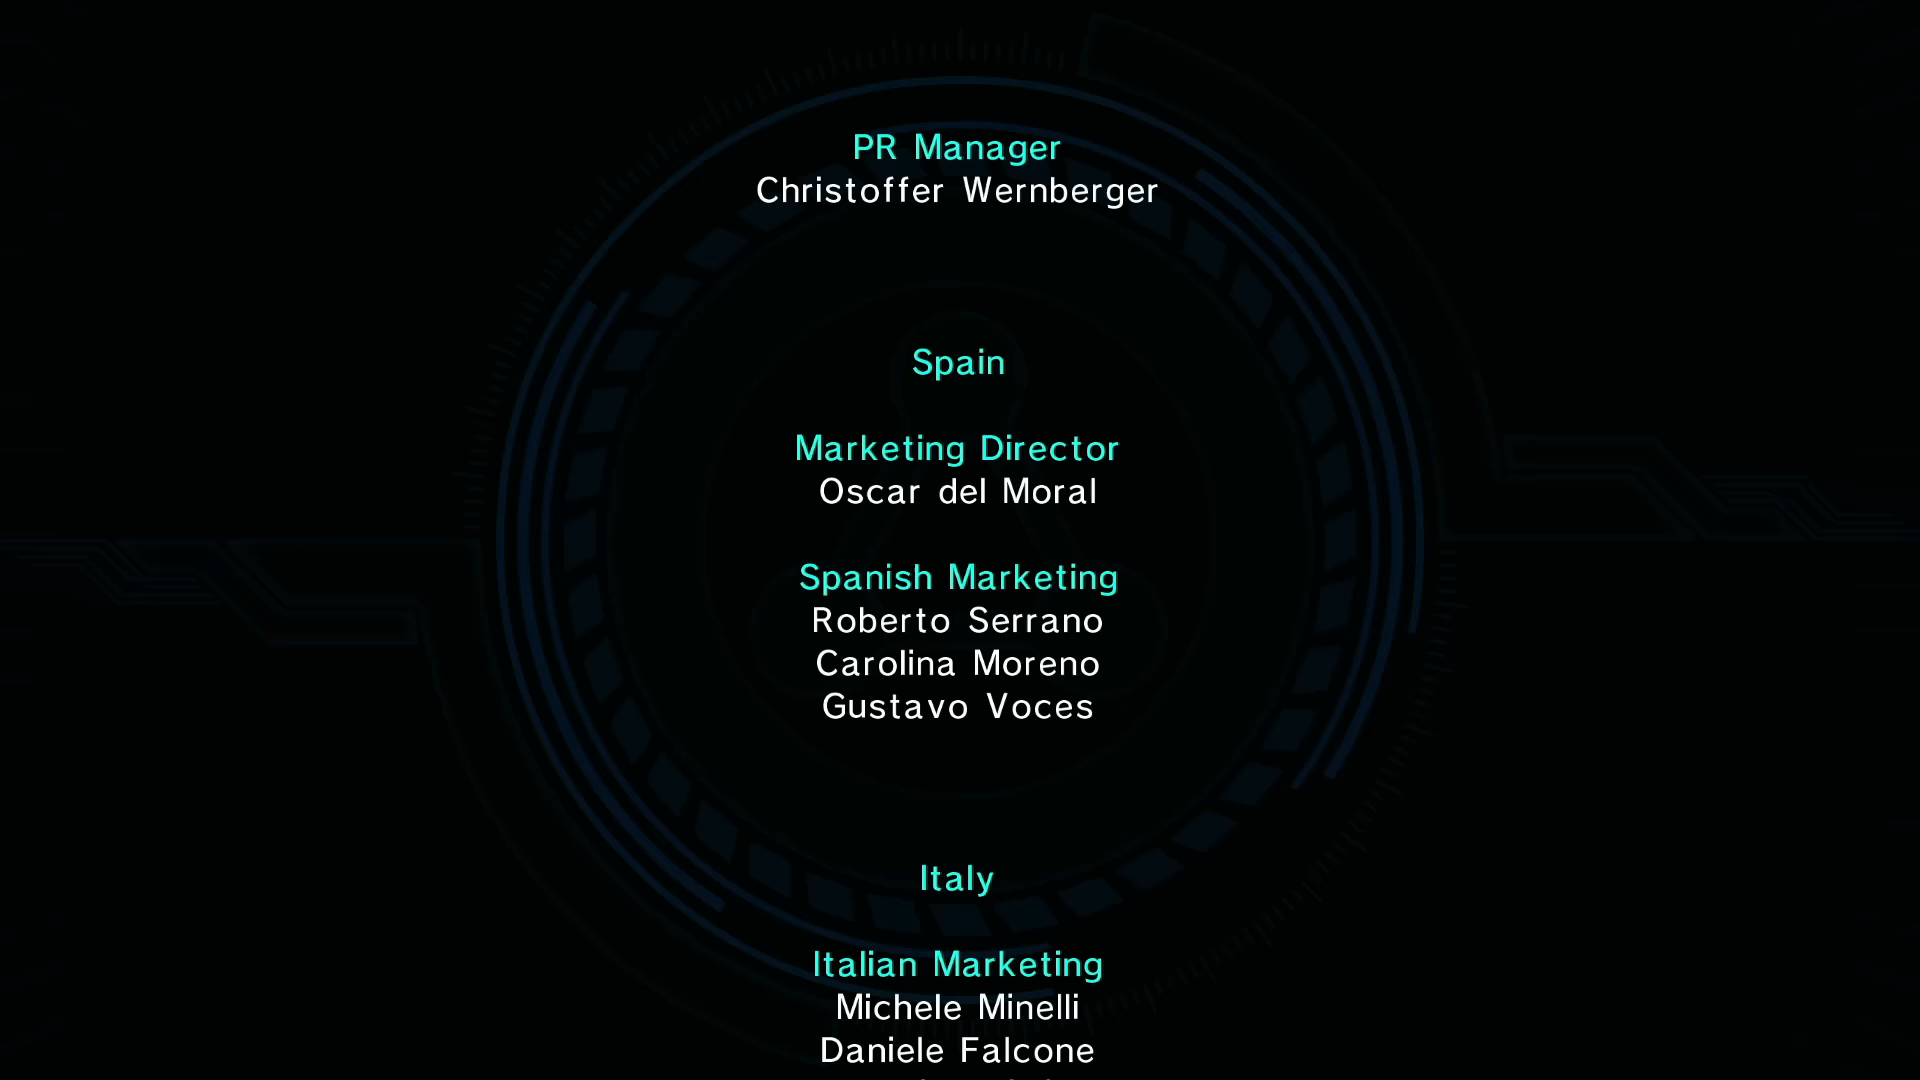 PR Manager
Christoffer Wernberger
Spain
Marketing Director
Oscar del Moral
Spanish Marketing
Roberto Serrano
Carolina Moreno
Gustavo Voces
Italy
Italian Marketing
Michele Minelli
Daniele Falcone